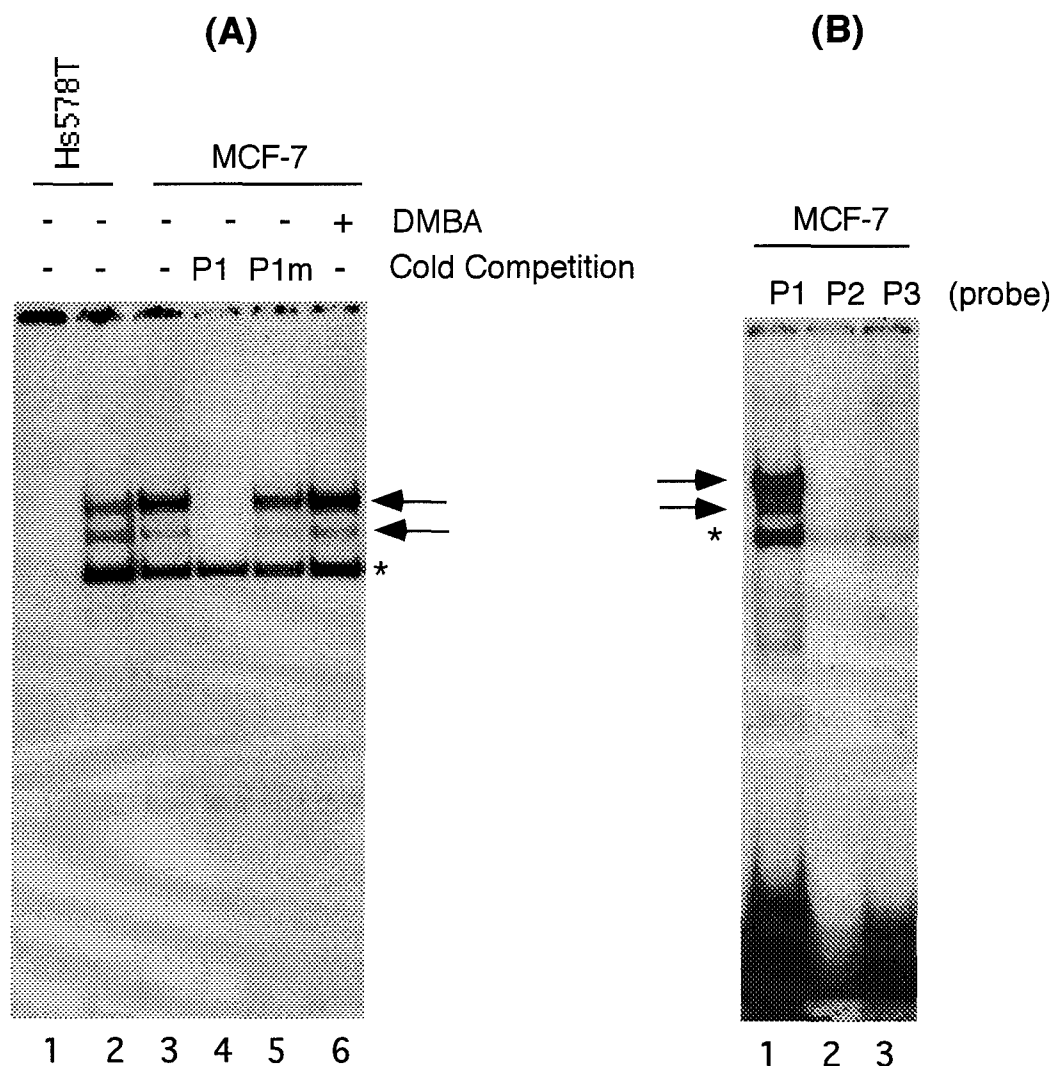 (A)
(B)
Hs578T
MCF-7
- - - - - + DMBA
- - - P1 P1m - Cold Competition
*
1 2 3 4 5 6
MCF-7
P1 P2 P3 (probe)
*
1 2 3